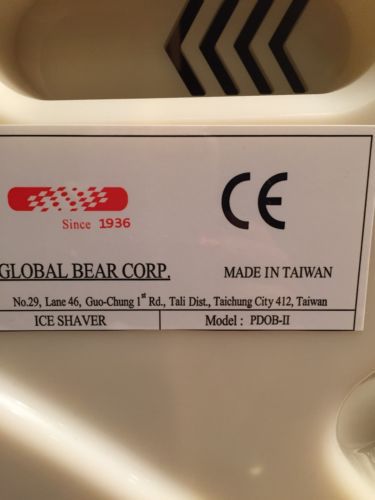 CE
Since 1936
GLOBAL BEAR CORP. MADE IN TAIWAN
No.29, Lane 46, Guo-Chung 1st Rd., Tali Dist., Taichung City 412, Taiwan
ICE SHAVER Model : PDOB-II